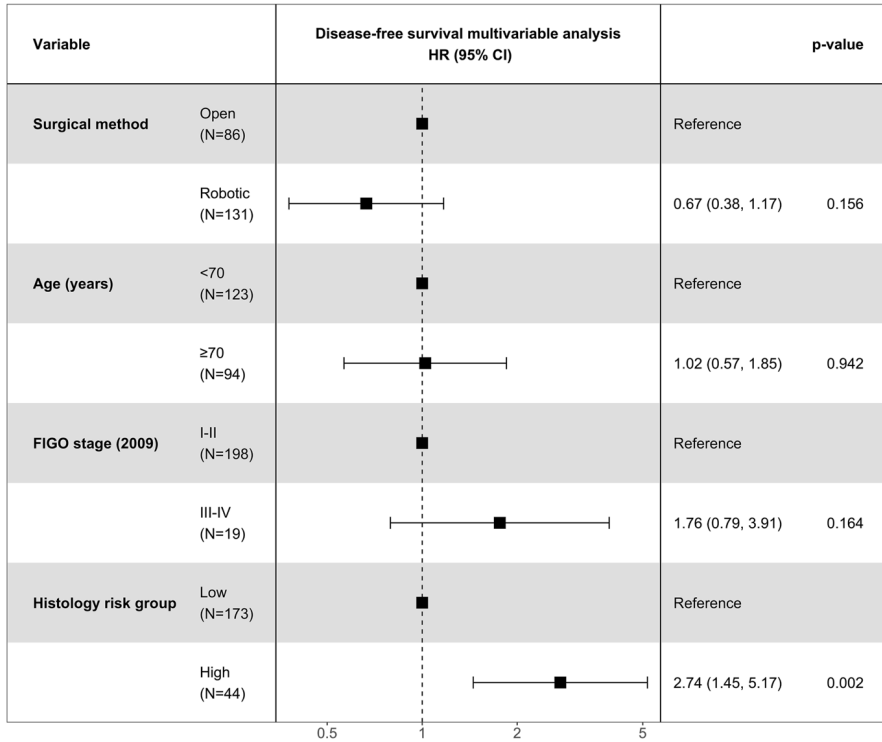 Variable
Disease-free survival multivariable analysis
HR (95% CI)
p-value
Surgical method
Open
(N=86)
Reference
Robotic
(N=131)
0.67 (0.38, 1.17)
0.156
Age (years)
<70
(N=123)
Reference
≥70
(N=94)
1.02 (0.57, 1.85)
0.942
FIGO stage (2009)
I-II
(N=198)
Reference
III-IV
(N=19)
1.76 (0.79, 3.91)
0.164
Histology risk group
Low
(N=173)
Reference
High
(N=44)
2.74 (1.45, 5.17)
0.002
0.5 1 2 5